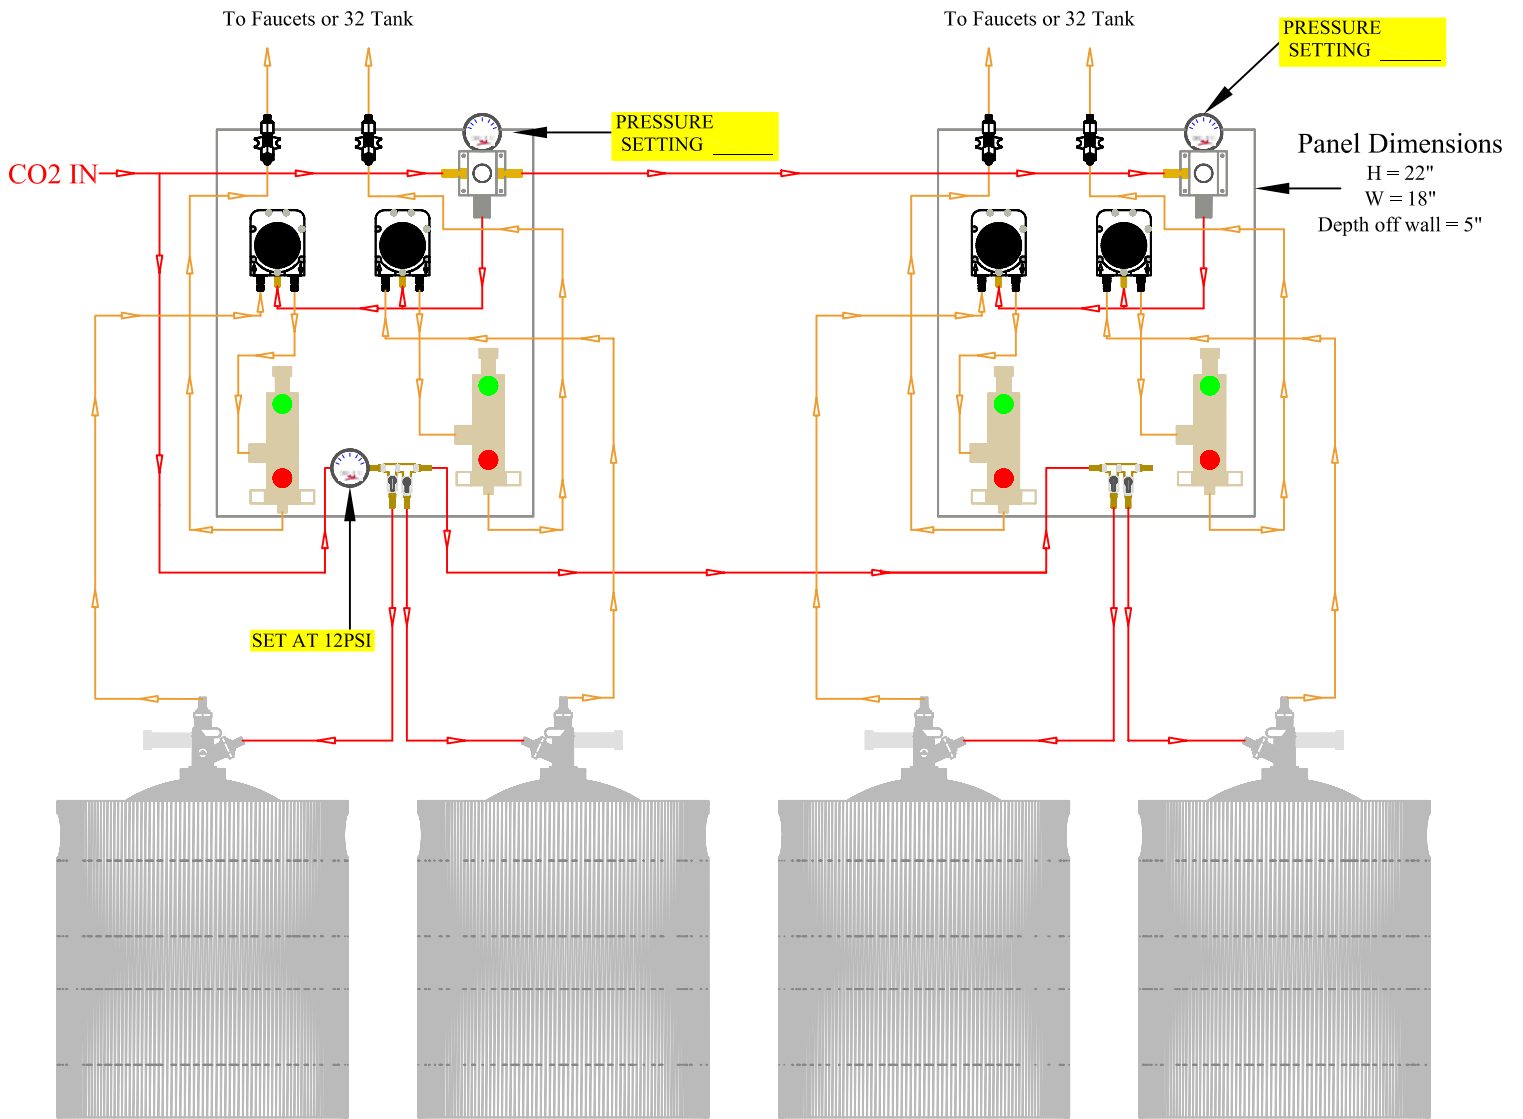 To Faucets or 32 Tank
To Faucets or 32 Tank
PRESSURE
SETTING ______
PRESSURE
SETTING ______
Panel Dimensions
H = 22"
W = 18"
Depth off wall = 5"
CO2 IN
SET AT 12PSI